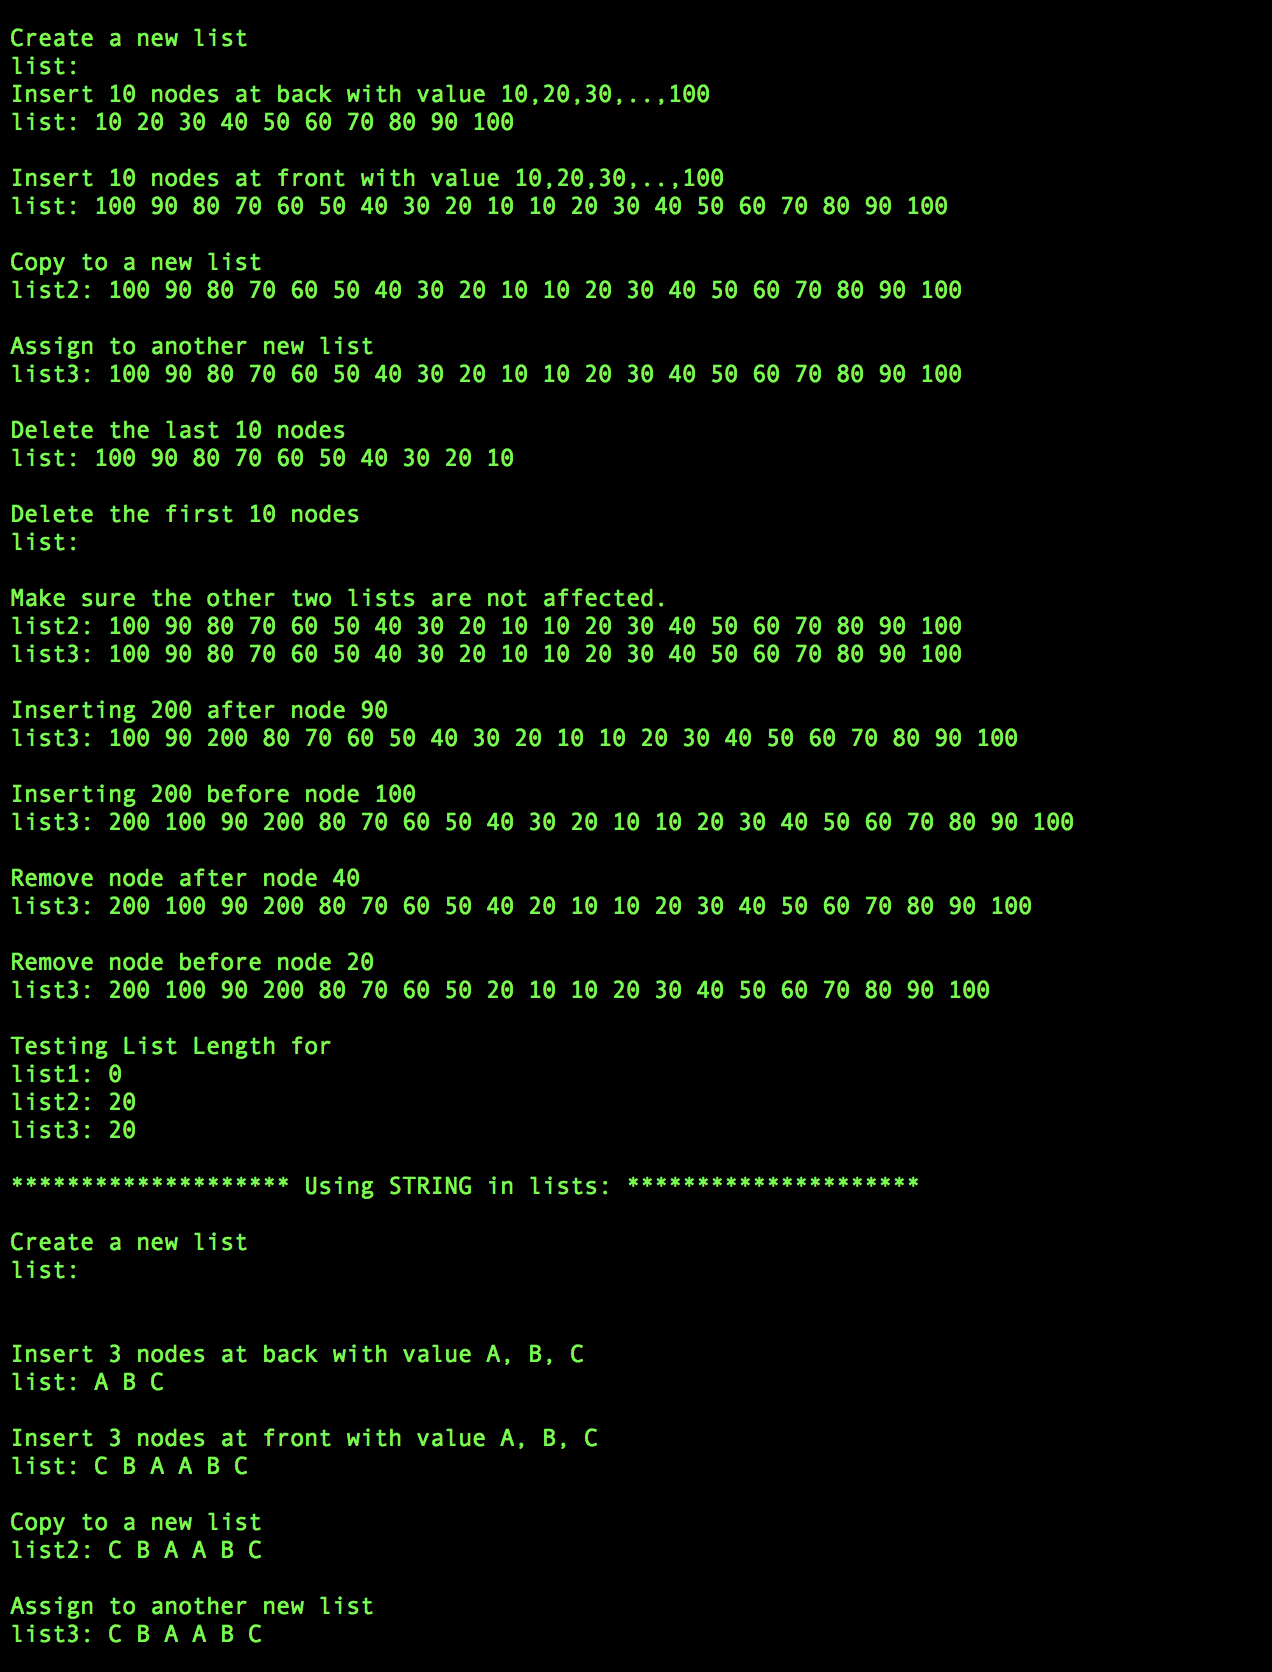 Create a new list
list:
Insert 10 nodes at back with value 10,20,30,..,100
list: 10 20 30 40 50 60 70 80 90 100
Insert 10 nodes at front with value 10,20,30,..,100
list: 100 90 80 70 60 50 40 30 20 10 10 20 30 40 50 60 70 80 90 100
Copy to a new list
list2: 100 90 80 70 60 50 40 30 20 10 10 20 30 40 50 60 70 80 90 100
Assign to another new list
list3: 100 90 80 70 60 50 40 30 20 10 10 20 30 40 50 60 70 80 90 100
Delete the last 10 nodes
list: 100 90 80 70 60 50 40 30 20 10
Delete the first 10 nodes
list:
Make sure the other two lists are not affected.
list2: 100 90 80 70 60 50 40 30 20 10 10 20 30 40 50 60 70 80 90 100
list3: 100 90 80 70 60 50 40 30 20 10 10 20 30 40 50 60 70 80 90 100
Inserting 200 after node 90
list3: 100 90 200 80 70 60 50 40 30 20 10 10 20 30 40 50 60 70 80 90 100
Inserting 200 before node 100
list3: 200 100 90 200 80 70 60 50 40 30 20 10 10 20 30 40 50 60 70 80 90 100
Remove node after node 40
list3: 200 100 90 200 80 70 60 50 40 20 10 10 20 30 40 50 60 70 80 90 100
Remove node before node 20
list3: 200 100 90 200 80 70 60 50 20 10 10 20 30 40 50 60 70 80 90 100
Testing List Length for
list1: 0
list2: 20
list3: 20
******************** Using STRING in lists: *********************
Create a new list
list:
Insert 3 nodes at back with value A, B, C
list: A B C
Insert 3 nodes at front with value A, B, C
list: C B A A B C
Copy to a new list
list2: C B A A B C
Assign to another new list
list3: C B A A B C